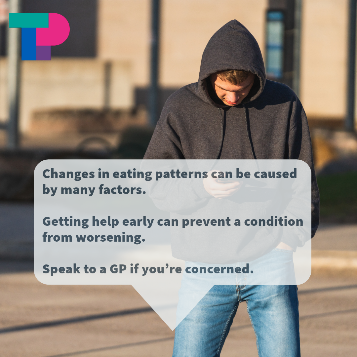 TP
Changes in eating patterns can be caused
by many factors.
Getting help early can prevent a condition
from worsening.
Speak to a GP if you're concerned.